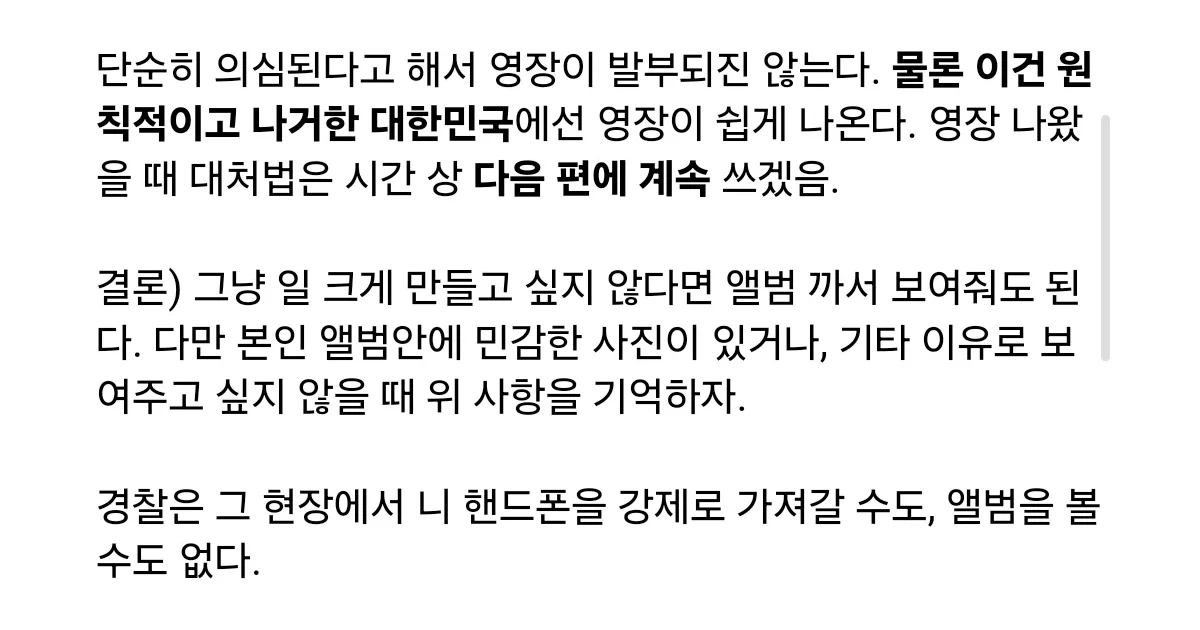 단순히 의심된다고 해서 영장이 발부되진 않는다. 물론 이건 원
칙적이고 나거한 대한민국에선 영장이 쉽게 나온다. 영장 나왔
을 때 대처법은 시간 상 다음 편에 계속 쓰겠음.
결론) 그냥 일 크게 만들고 싶지 않다면 앨범 까서 보여줘도 된
다. 다만 본인 앨범안에 민감한 사진이 있거나, 기타 이유로 보
여주고 싶지 않을 때 위 사항을 기억하자.
경찰은 그 현장에서 니 핸드폰을 강제로 가져갈 수도, 앨범을 볼
수도 없다.